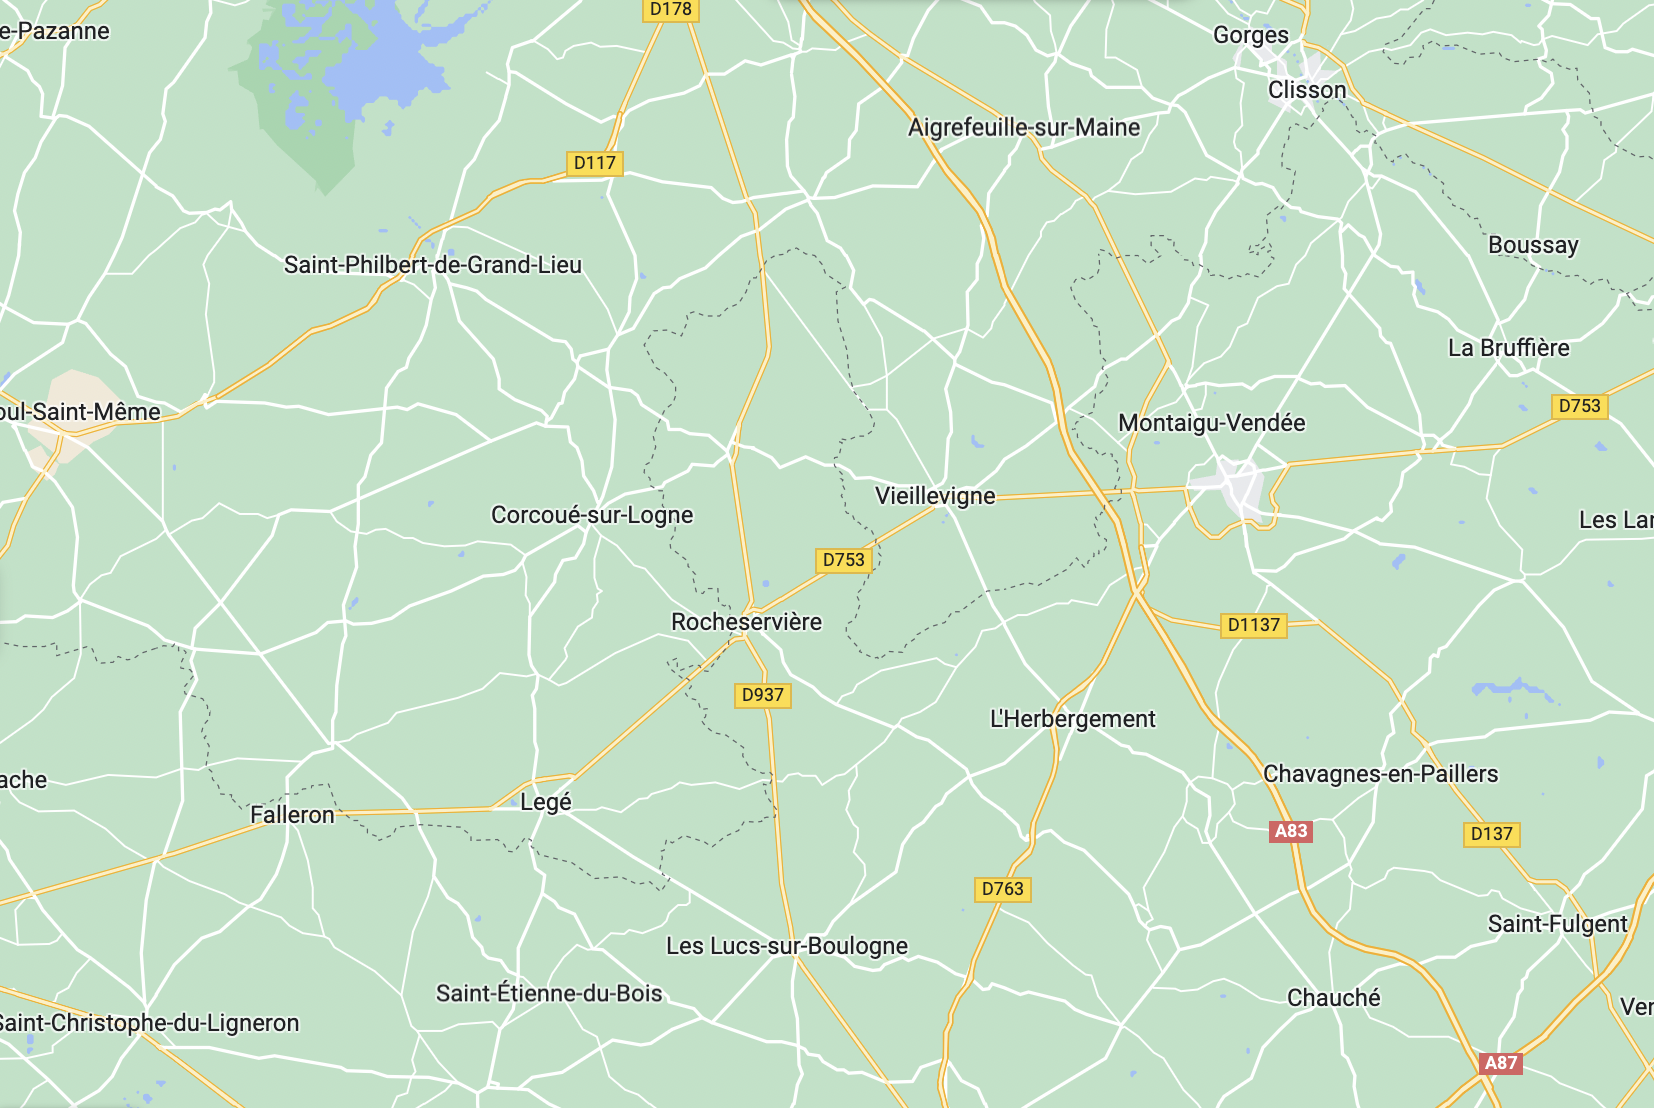 D178
e-Pazanne
Gorges
Clisson
Aigrefeuille-sur-Maine
D117
Boussay
Saint-Philbert-de-Grand-Lieu
La Bruffière
oul-Saint-Même
D753
Montaigu-Vendée
Vieillevigne
Corcoué-sur-Logne
Les Lan
D753
Rocheservière
D1137
D937
L'Herbergement
ache
Chavagnes-en-Paillers
Legé
Falleron
A83
D137
D763
Saint-Fulgent
Les Lucs-sur-Boulogne
Saint-Étienne-du-Bois
Chauché
Ver
Saint-Christophe-du-Ligneron
A87